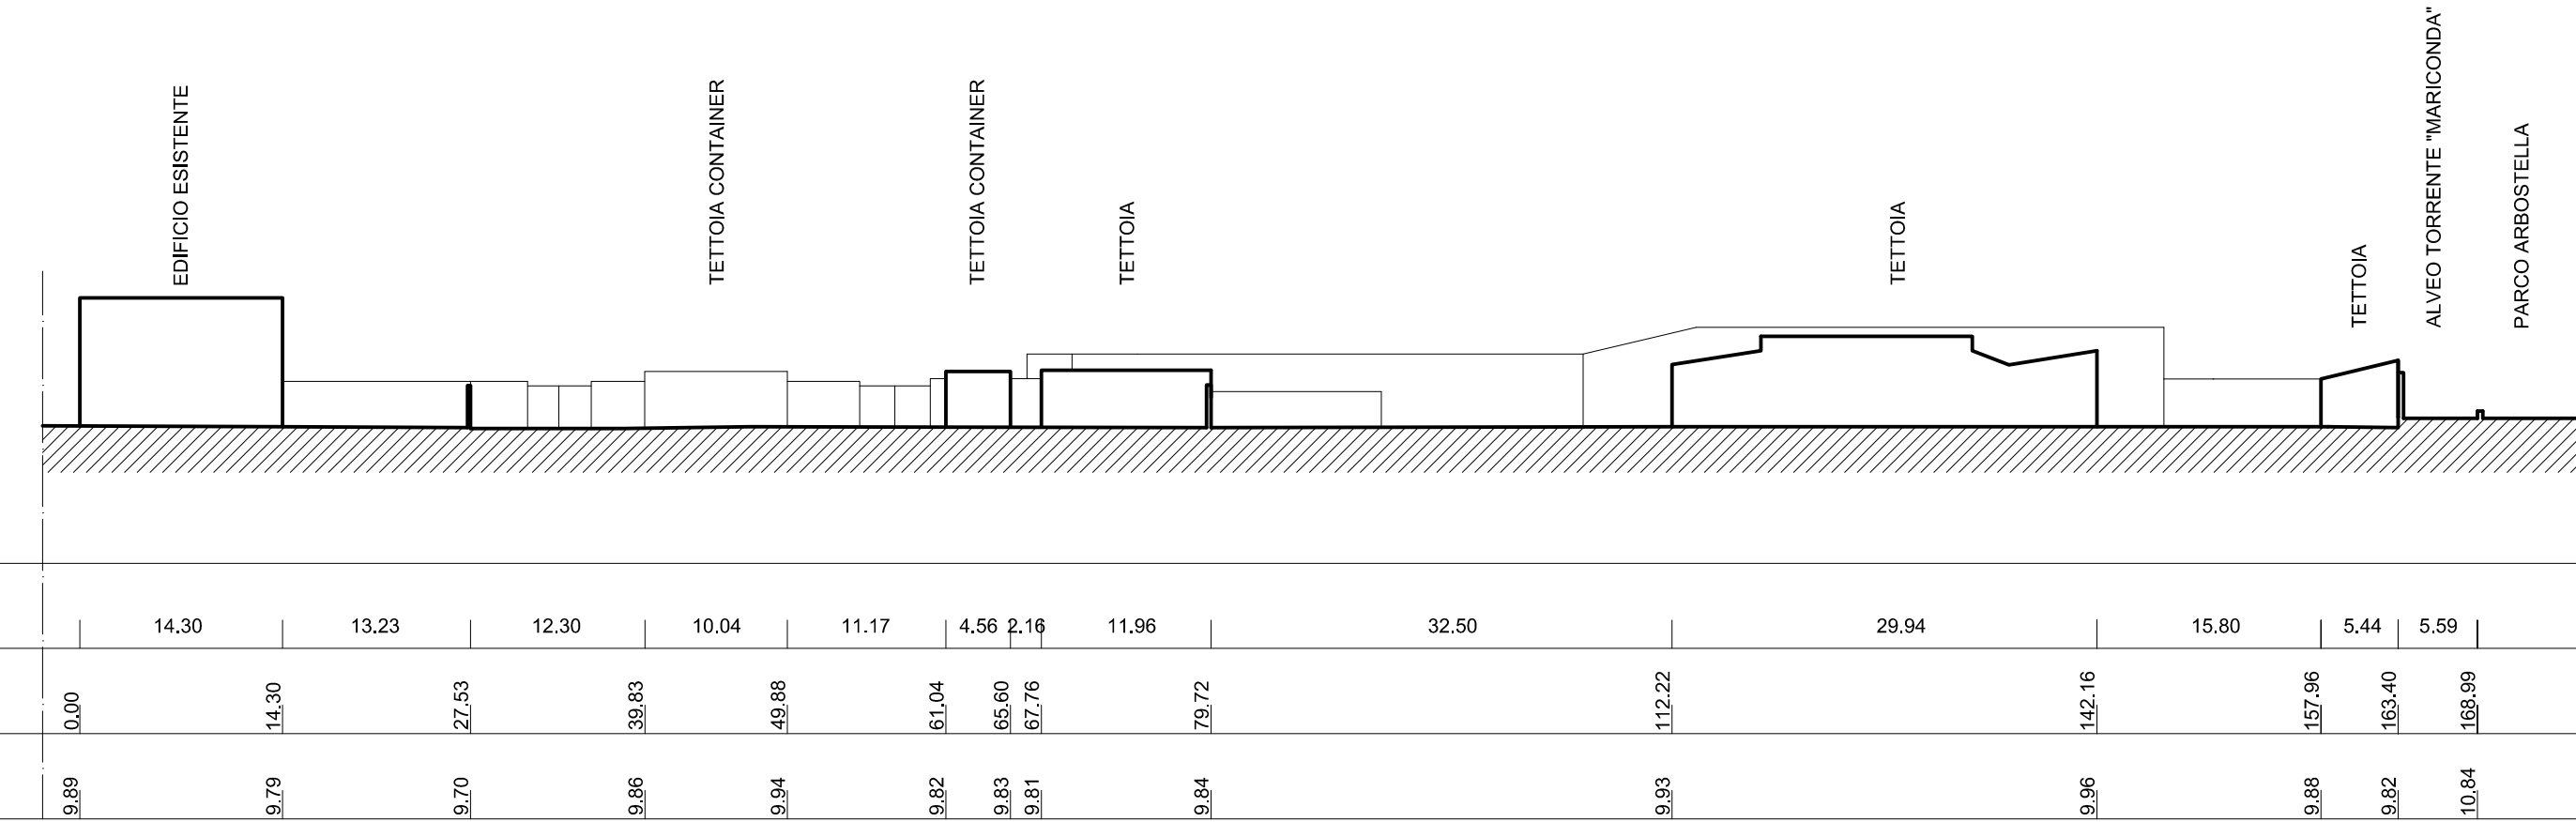 EDIFICIO ESISTENTE
TETTOIA CONTAINER
TETTOIA CONTAINER
TETTOIA
TETTOIA
TETTOIA
ALVEO TORRENTE "MARICONDA"
PARCO ARBOSTELLA
14.30 13.23 12.30 10.04 11.17 4.56 2.16 11.96 32.50 29.94 15.80 5.44 5.59
0.00 14.30 27.53 39.83 49.88 61.04 65.60 67.76 79.72 112.22 142.16 157.96 163.40 168.99
9.89 9.79 9.70 9.86 9.94 9.82 9.83 9.81 9.84 9.93 9.96 9.88 9.82 10.84